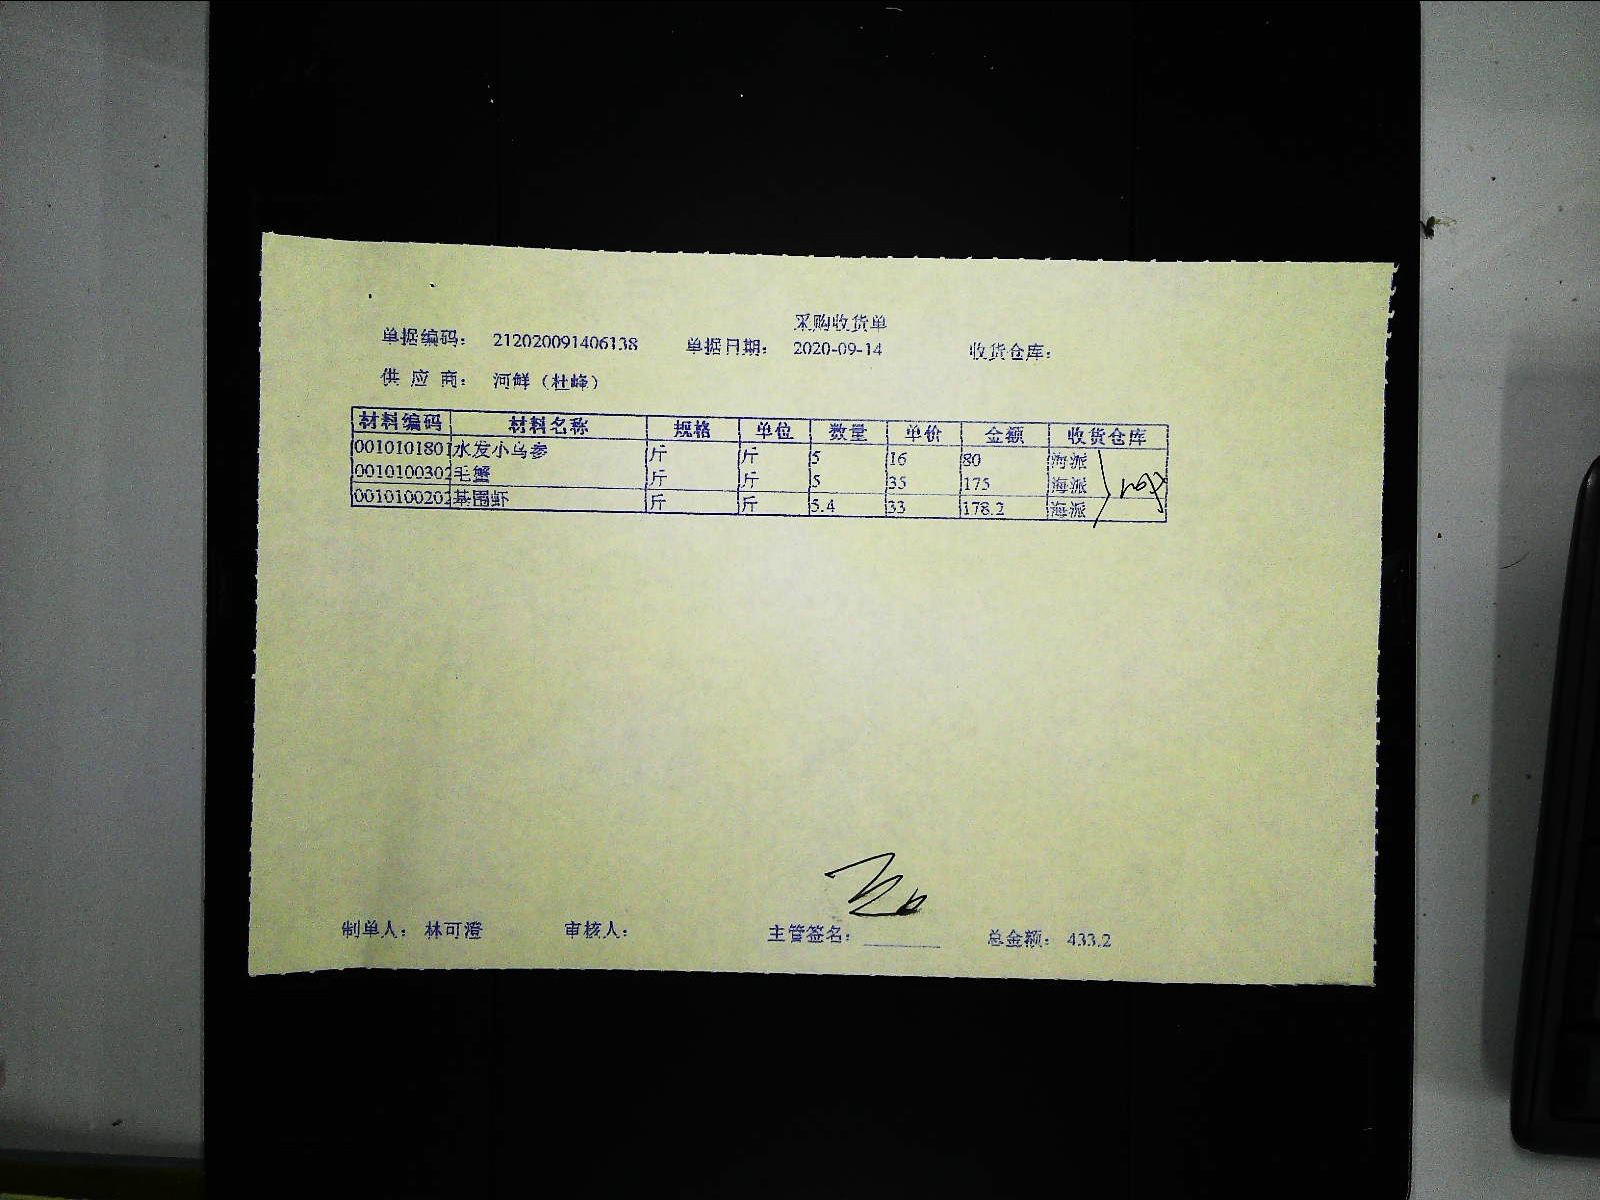 采购收货单
单据编码： 212020091406138 单据日期： 2020-09-14 收货仓库：
供 应 商： 河鲜（杜峰）
材料编码 材料名称 规格 单位 数量 单价 金额 收货仓库
0010101801 水发小乌参 斤 斤 5 16 80 海派
0010100302 毛蟹 斤 斤 5 35 175 海派
0010100202 基围虾 斤 斤 5.4 33 178.2 海派
制单人： 林可澄 审核人： 主管签名： 总金额： 433.2